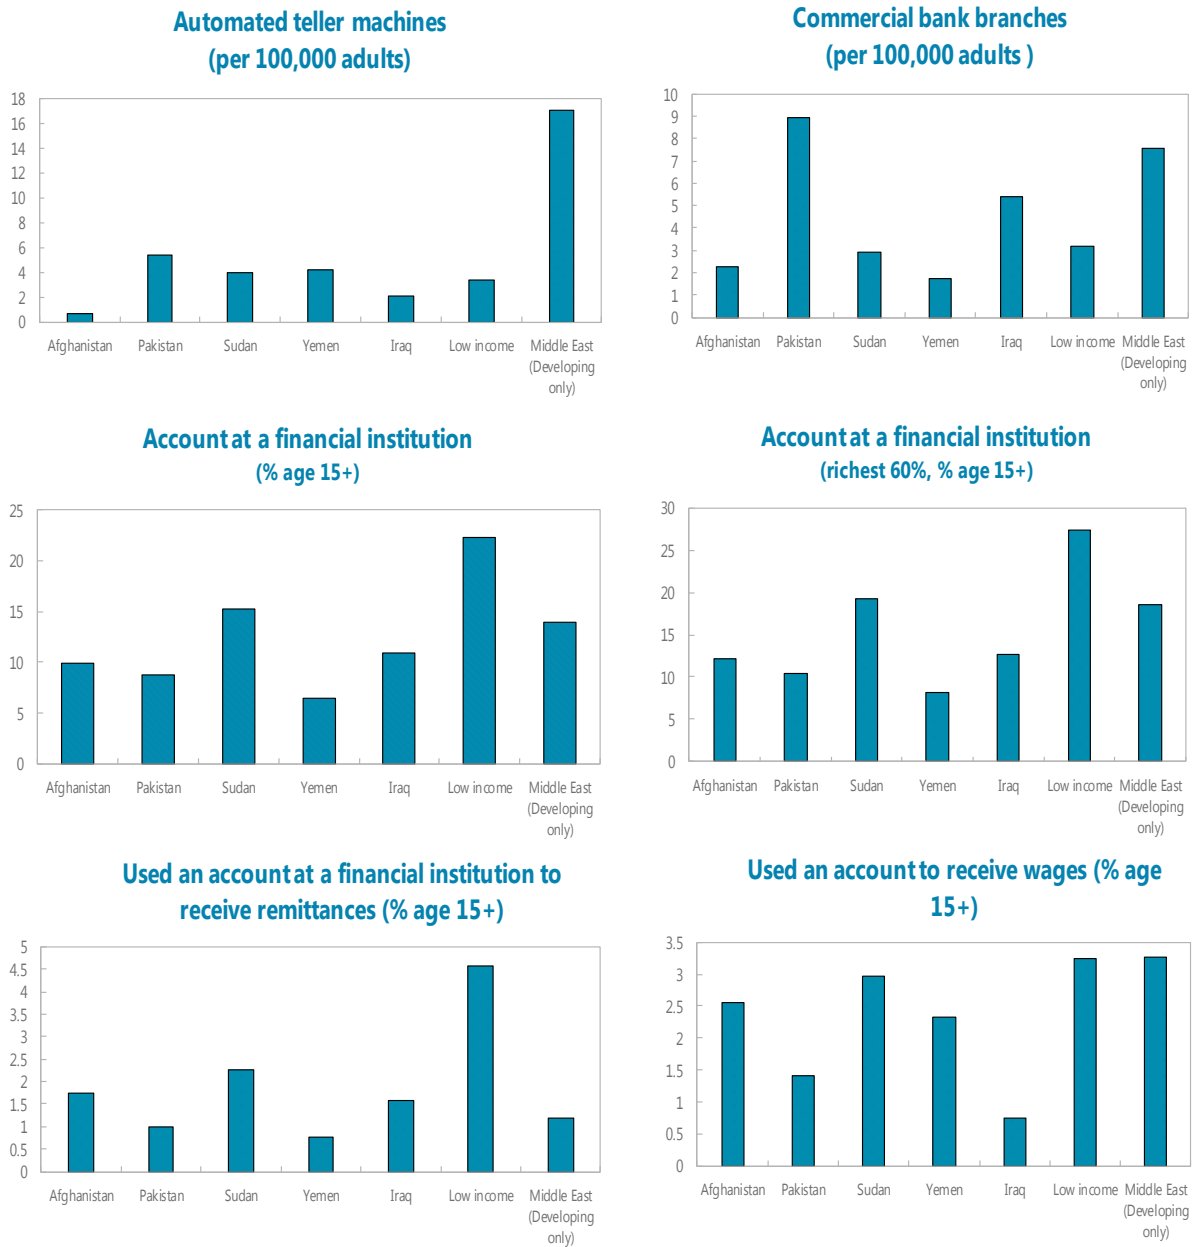 Automated teller machines
(per 100,000 adults)
18
16
14
12
10
8
6
4
2
0
Afghanistan Pakistan Sudan Yemen Iraq Low income Middle East
(Developing
only)
Commercial bank branches
(per 100,000 adults )
10
9
8
7
6
5
4
3
2
1
0
Afghanistan Pakistan Sudan Yemen Iraq Low income Middle East
(Developing
only)
Account at a financial institution
(% age 15+)
25
20
15
10
5
0
Afghanistan Pakistan Sudan Yemen Iraq Low income Middle East
(Developing
only)
Account at a financial institution
(richest 60%, % age 15+)
30
25
20
15
10
5
0
Afghanistan Pakistan Sudan Yemen Iraq Low income Middle East
(Developing
only)
Used an account at a financial institution to
receive remittances (% age 15+)
5
4.5
4
3.5
3
2.5
2
1.5
1
0.5
0
Afghanistan Pakistan Sudan Yemen Iraq Low income Middle East
(Developing
only)
Used an account to receive wages (% age
15+)
3.5
3
2.5
2
1.5
1
0.5
0
Afghanistan Pakistan Sudan Yemen Iraq Low income Middle East
(Developing
only)